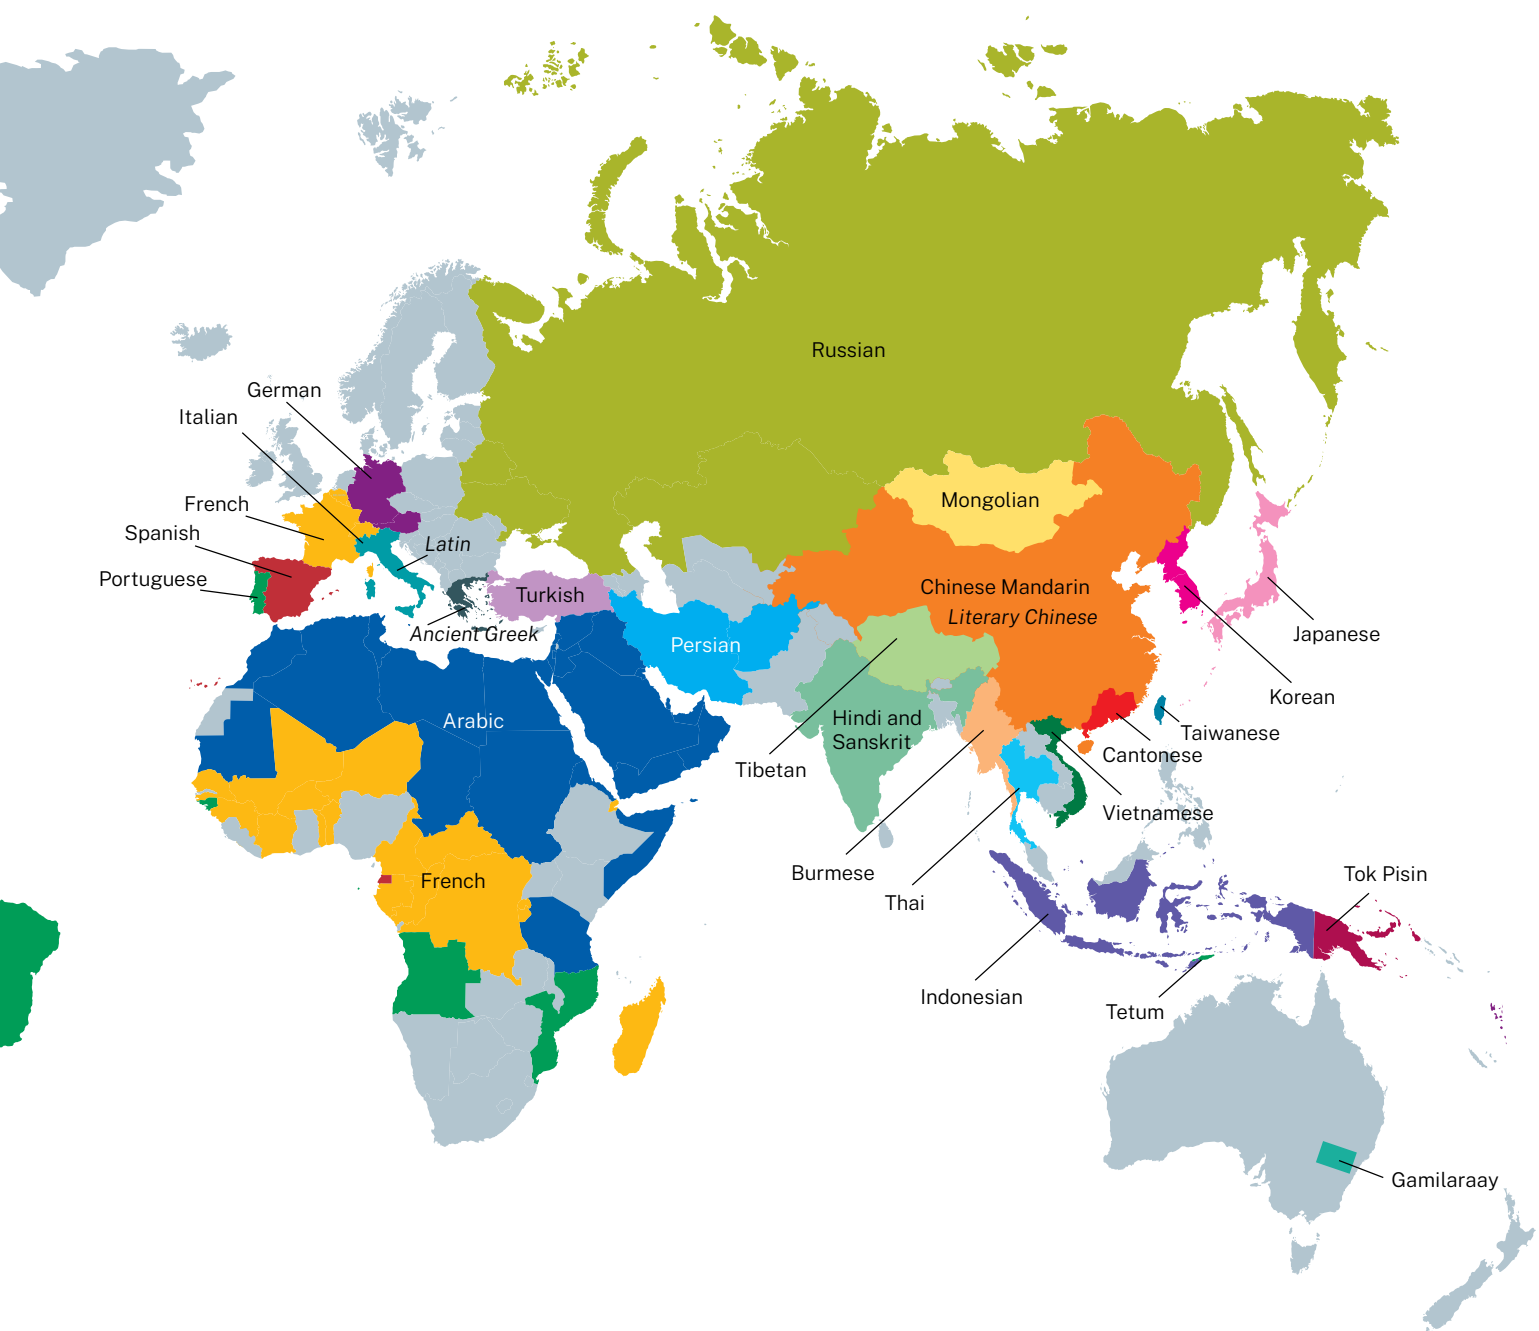 Russian
German
Italian
French
Spanish
Portuguese
Latin
Ancient Greek
Turkish
Persian
Arabic
French
Mongolian
Chinese Mandarin
Literary Chinese
Japanese
Korean
Taiwanese
Cantonese
Vietnamese
Hindi and
Sanskrit
Tibetan
Burmese
Thai
Indonesian
Tetum
Tok Pisin
Gamilaraay